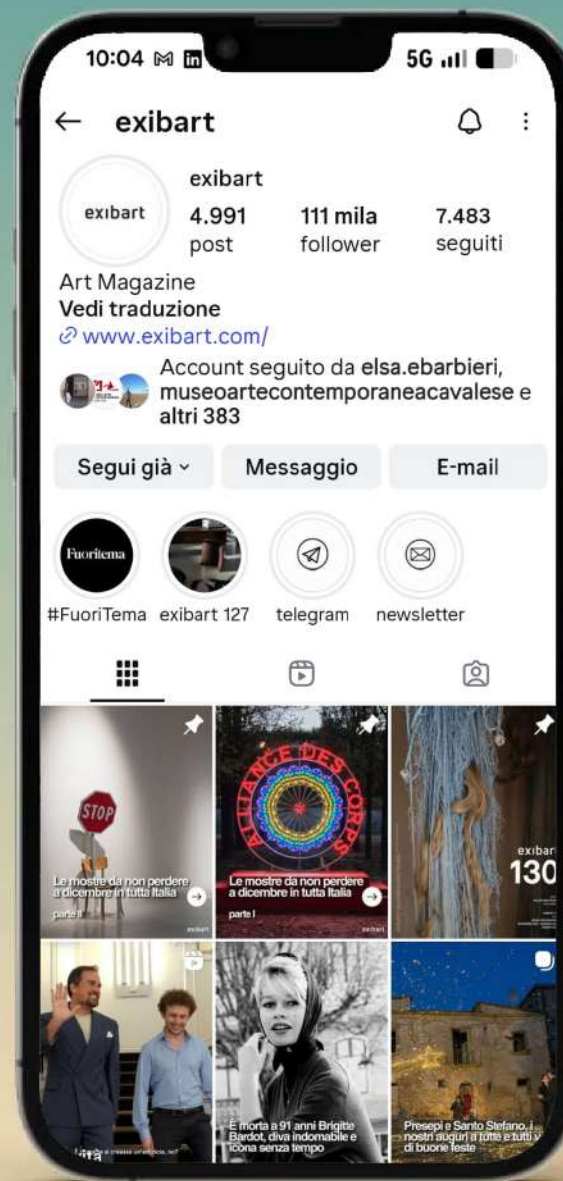 10:04
5G
exibart
exibart
exibart
4.991
111 mila
7.483
post
follower
seguiti
Art Magazine
Vedi traduzione
www.exibart.com/
Account seguito da elsa.ebarbieri,
museoartecontemporaneacavalese e
altri 383
Segui già
Messaggio
E-mail
Fuoritema
#FuoriTema
exibart 127
telegram
newsletter
STOP
Le mostre da non perdere
a dicembre in tutta Italia
parte II
exibart
ALLIANCE DES CORPS
Le mostre da non perdere
a dicembre in tutta Italia
parte I
exibart
exibar
130
È morta a 91 anni Brigitte
Bardot, diva indomabile e
icona senza tempo
Presepi e Santo Stefano, i
nostri auguri a tutte e tutti v
di buone feste